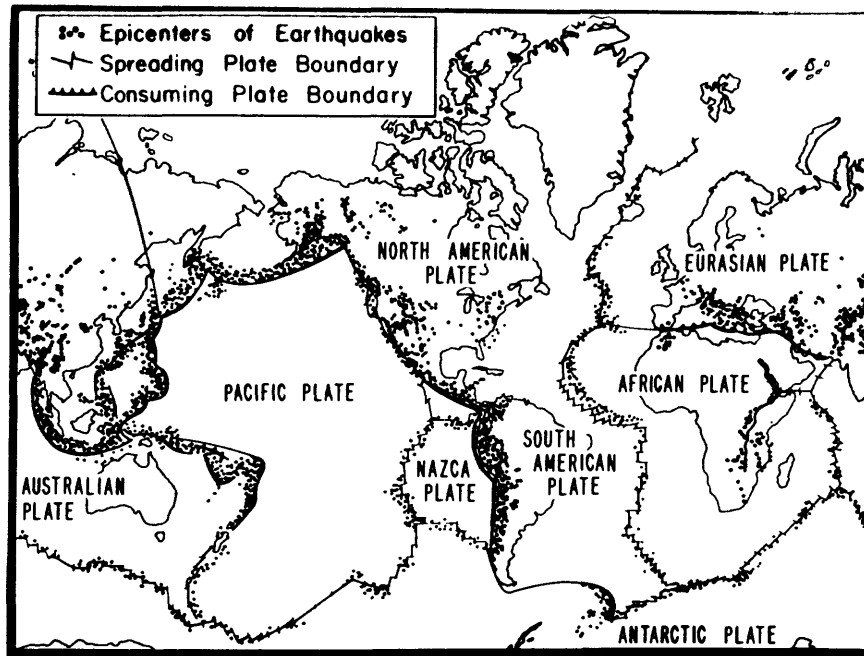 Epicenters of Earthquakes
Spreading Plate Boundary
Consuming Plate Boundary
NORTH AMERICAN
PLATE
EURASIAN PLATE
PACIFIC PLATE
AFRICAN PLATE
SOUTH
AMERICAN
PLATE
NAZCA
PLATE
AUSTRALIAN
PLATE
ANTARCTIC PLATE